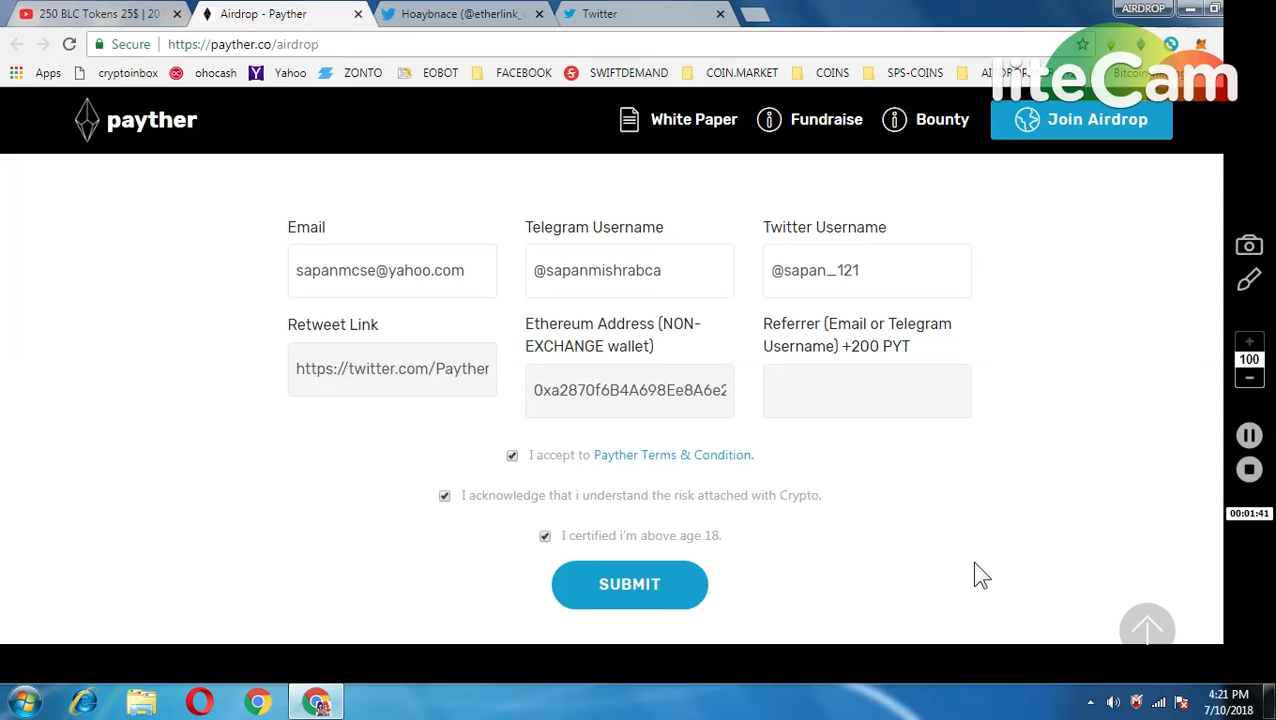 250 BLC Tokens 25$ | 20
Airdrop - Payther
Hoaybnace (@etherlink_
Twitter
AIRDROP
Secure
https://payther.co/airdrop
Apps
cryptoinbox
ohocash
Yahoo
ZONTO
EOBOT
FACEBOOK
SWIFTDEMAND
COIN.MARKET
COINS
SPS-COINS
liteCam
payther
White Paper
Fundraise
Bounty
Join Airdrop
Email
Telegram Username
Twitter Username
sapanmcse@yahoo.com
@sapanmishrabca
@sapan_121
Retweet Link
Ethereum Address (NON-
EXCHANGE wallet)
Referrer (Email or Telegram
Username) +200 PYT
https://twitter.com/Payther
0xa2870f6B4A698Ee8A6e2
I accept to Payther Terms & Condition.
I acknowledge that i understand the risk attached with Crypto.
I certified i'm above age 18.
SUBMIT
100
00:01:41
4:21 PM
7/10/2018